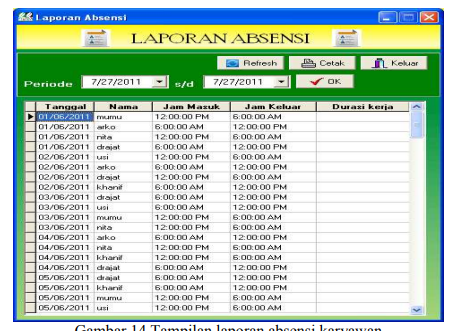 Laporan Absensi
LAPORAN ABSENSI
Refresh Cetak Keluar
Periode 7/27/2011 s/d 7/27/2011 OK
Tanggal Nama Jam Masuk Jam Keluar Durasi kerja
01/06/2011 mumu 12:00:00 PM 6:00:00 AM
01/06/2011 arko 6:00:00 AM 12:00:00 PM
01/06/2011 nita 12:00:00 PM 6:00:00 AM
01/06/2011 drajat 6:00:00 AM 12:00:00 PM
02/06/2011 usi 12:00:00 PM 6:00:00 AM
02/06/2011 arko 6:00:00 AM 12:00:00 PM
02/06/2011 drajat 12:00:00 PM 6:00:00 AM
02/06/2011 khanif 6:00:00 AM 12:00:00 PM
03/06/2011 drajat 6:00:00 AM 12:00:00 PM
03/06/2011 usi 6:00:00 AM 12:00:00 PM
03/06/2011 mumu 12:00:00 PM 6:00:00 AM
03/06/2011 nita 12:00:00 PM 6:00:00 AM
04/06/2011 arko 6:00:00 AM 12:00:00 PM
04/06/2011 nita 12:00:00 PM 6:00:00 AM
04/06/2011 khanif 12:00:00 PM 6:00:00 AM
04/06/2011 drajat 6:00:00 AM 12:00:00 PM
05/06/2011 drajat 6:00:00 AM 12:00:00 PM
05/06/2011 khanif 6:00:00 AM 12:00:00 PM
05/06/2011 mumu 12:00:00 PM 6:00:00 AM
05/06/2011 usi 12:00:00 PM 6:00:00 AM
Gambar 14 Tampilan laporan absensi karyawan